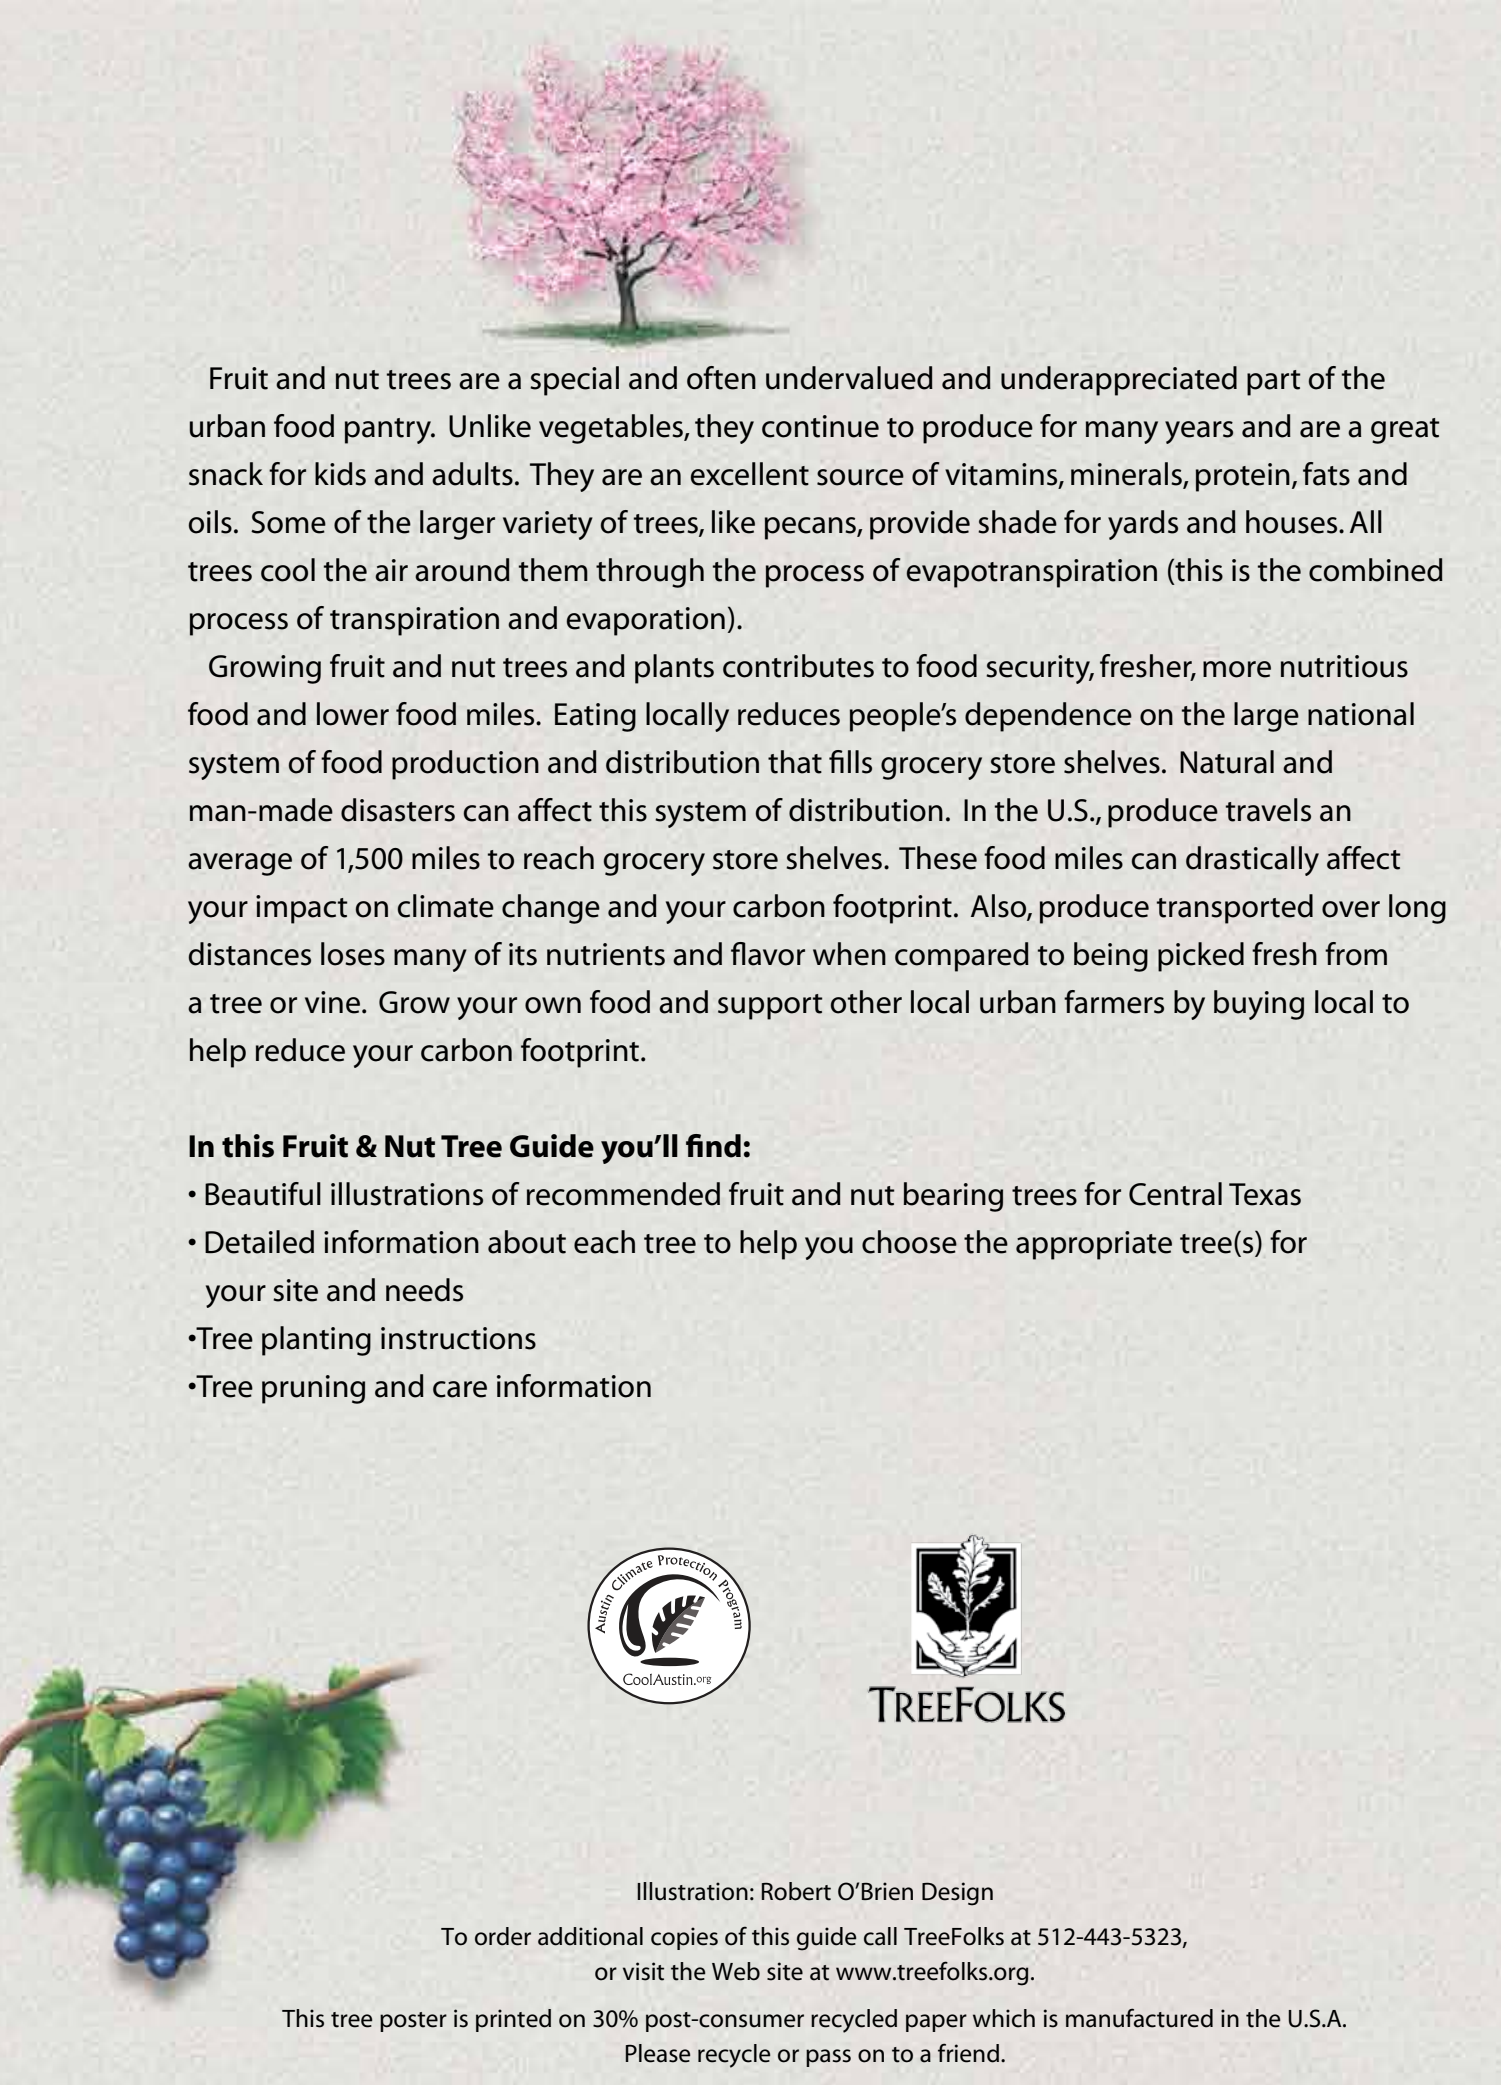 Fruit and nut trees are a special and often undervalued and underappreciated part of the
urban food pantry. Unlike vegetables, they continue to produce for many years and are a great
snack for kids and adults. They are an excellent source of vitamins, minerals, protein, fats and
oils. Some of the larger variety of trees, like pecans, provide shade for yards and houses. All
trees cool the air around them through the process of evapotranspiration (this is the combined
process of transpiration and evaporation).
Growing fruit and nut trees and plants contributes to food security, fresher, more nutritious
food and lower food miles. Eating locally reduces people’s dependence on the large national
system of food production and distribution that fills grocery store shelves. Natural and
man-made disasters can affect this system of distribution. In the U.S., produce travels an
average of 1,500 miles to reach grocery store shelves. These food miles can drastically affect
your impact on climate change and your carbon footprint. Also, produce transported over long
distances loses many of its nutrients and flavor when compared to being picked fresh from
a tree or vine. Grow your own food and support other local urban farmers by buying local to
help reduce your carbon footprint.
In this Fruit & Nut Tree Guide you’ll find:
• Beautiful illustrations of recommended fruit and nut bearing trees for Central Texas
• Detailed information about each tree to help you choose the appropriate tree(s) for
your site and needs
•Tree planting instructions
•Tree pruning and care information
Austin Climate Protection Program
CoolAustin.org
TREEFOLKS
Illustration: Robert O’Brien Design
To order additional copies of this guide call TreeFolks at 512-443-5323,
or visit the Web site at www.treefolks.org.
This tree poster is printed on 30% post-consumer recycled paper which is manufactured in the U.S.A.
Please recycle or pass on to a friend.